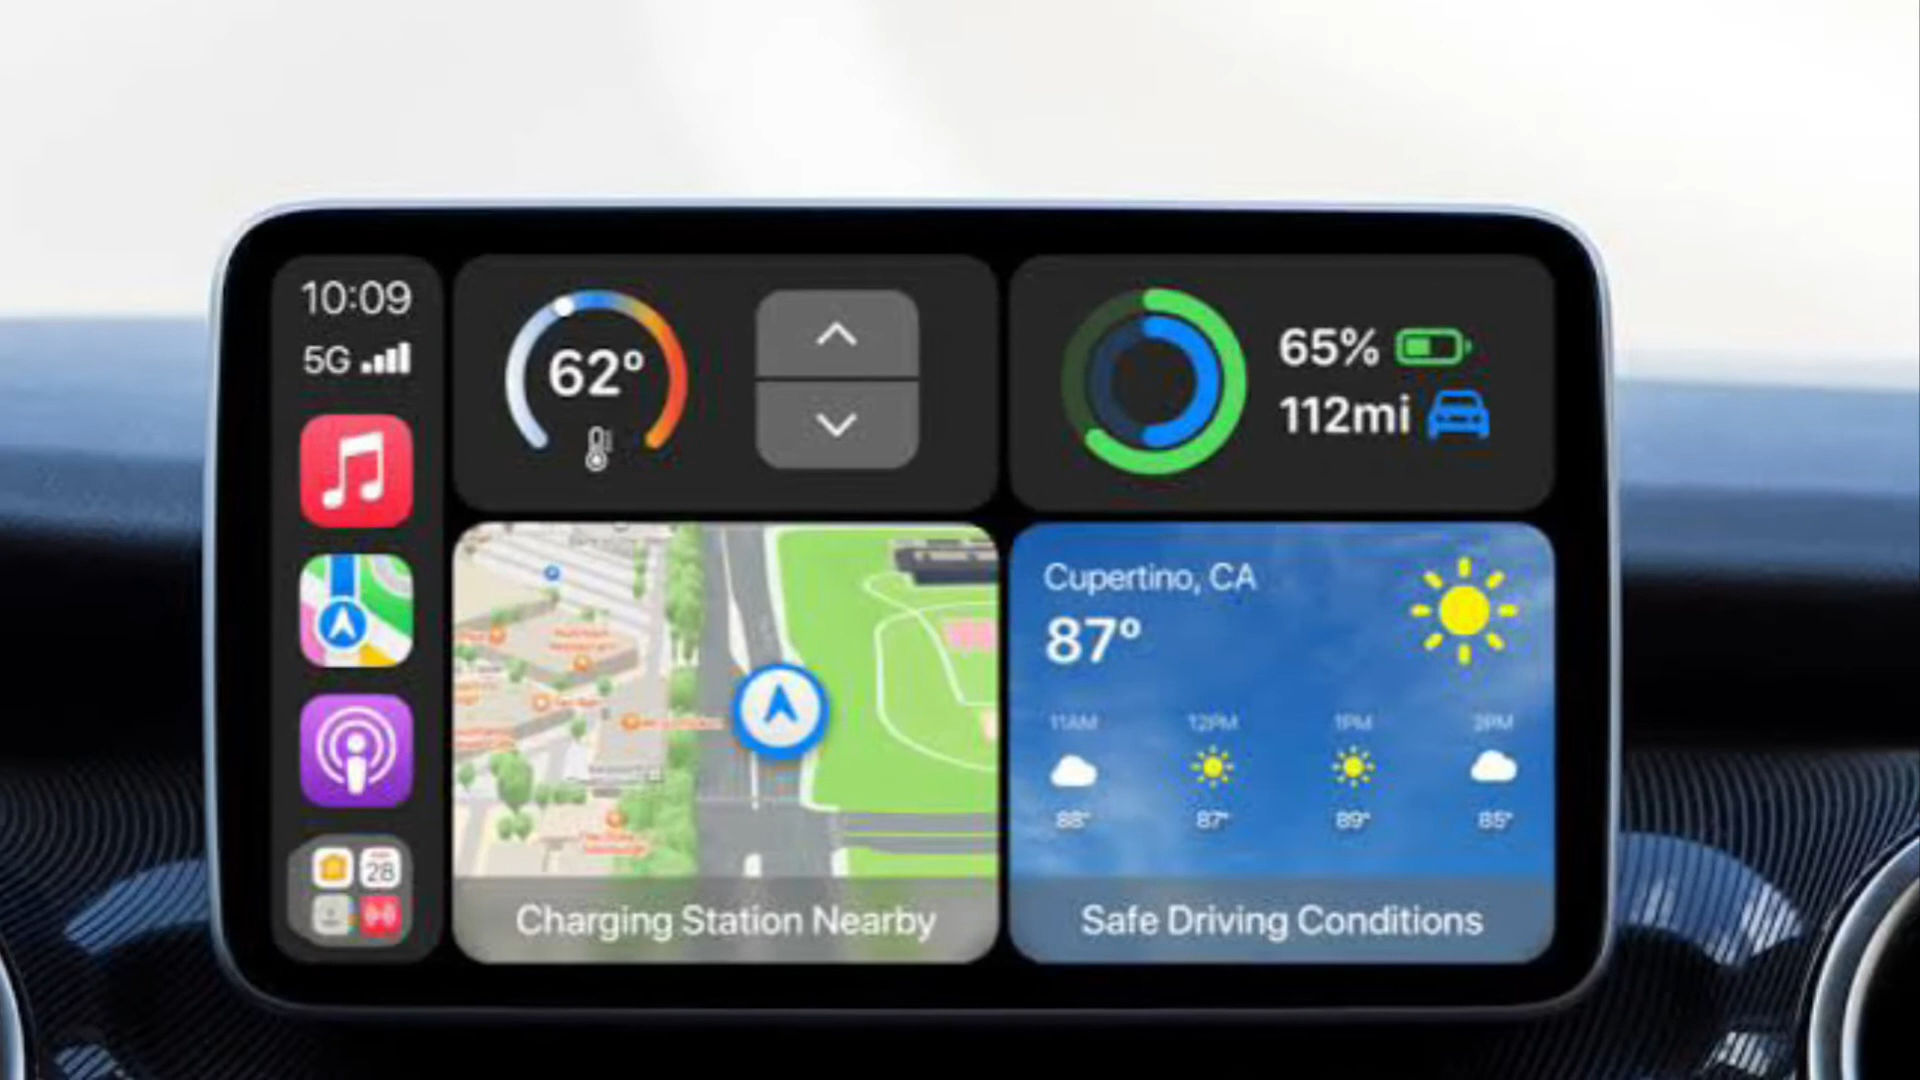 10:09
5G
28
62°
65%
112mi
Charging Station Nearby
Cupertino, CA
87°
11AM 12PM 1PM 2PM
88° 87° 89° 85°
Safe Driving Conditions